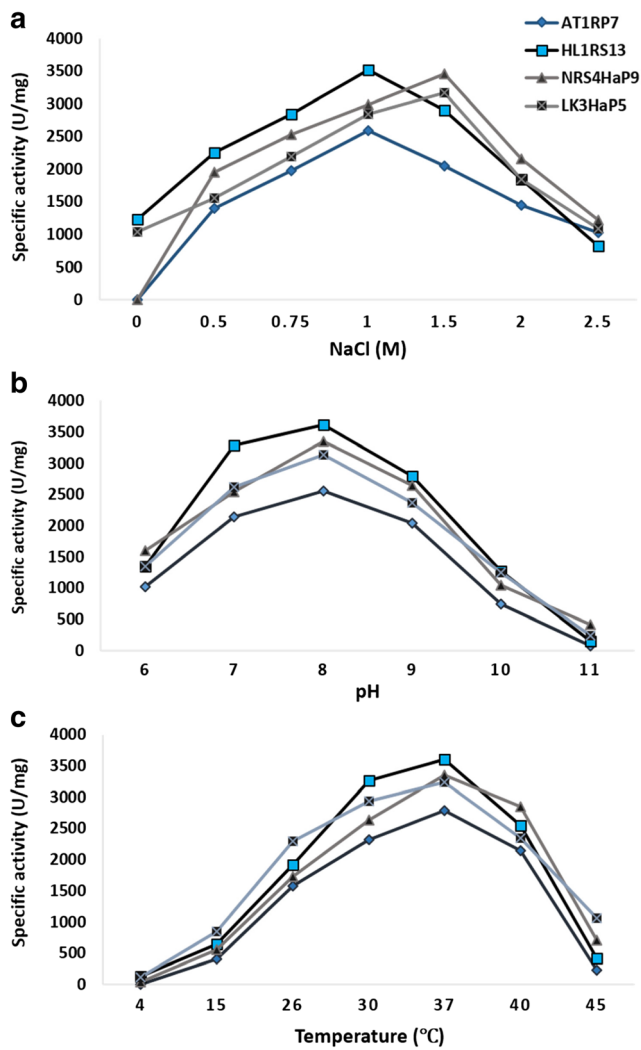 a
AT1RP7
HL1RS13
NRS4HaP9
LK3HaP5
Specific activity (U/mg)
4000
3500
3000
2500
2000
1500
1000
500
0
0 0.5 0.75 1 1.5 2 2.5
NaCl (M)
b
Specific activity (U/mg)
4000
3500
3000
2500
2000
1500
1000
500
0
6 7 8 9 10 11
pH
c
Specific activity (U/mg)
4000
3500
3000
2500
2000
1500
1000
500
0
4 15 26 30 37 40 45
Temperature (℃)